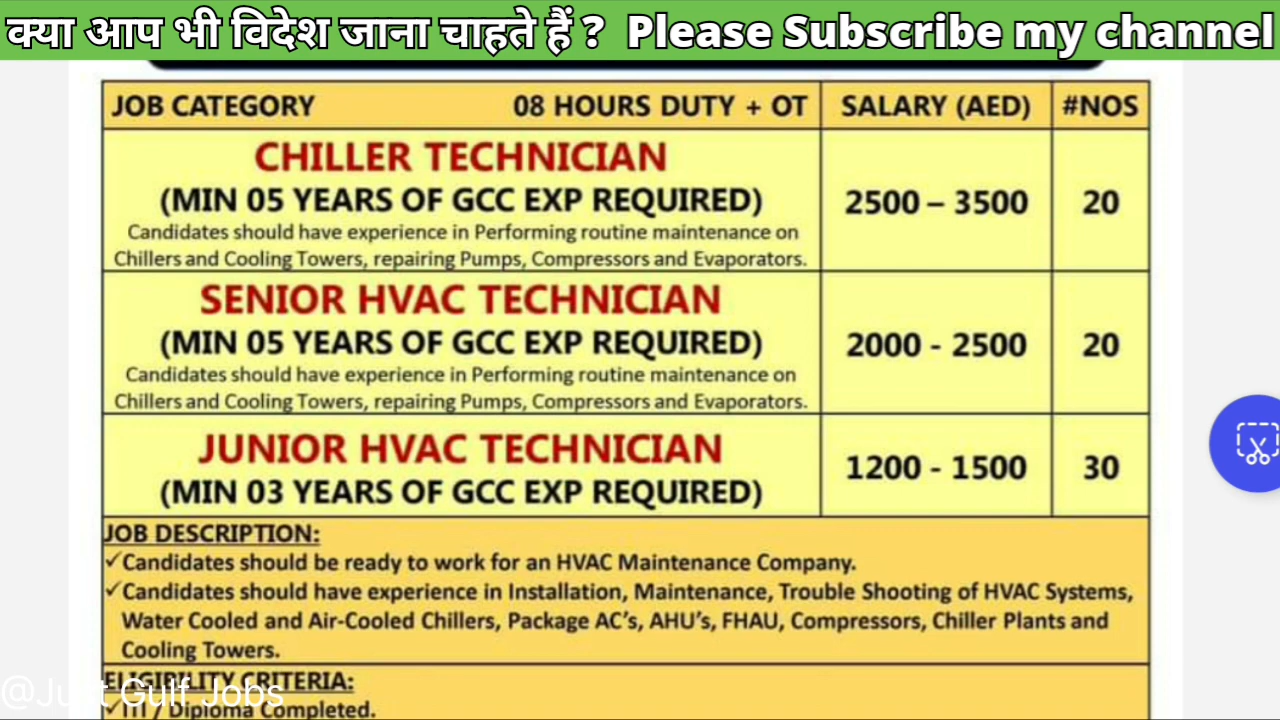 क्या आप भी विदेश जाना चाहते हैं ? Please Subscribe my channel
JOB CATEGORY 08 HOURS DUTY + OT SALARY (AED) #NOS
CHILLER TECHNICIAN
(MIN 05 YEARS OF GCC EXP REQUIRED)
Candidates should have experience in Performing routine maintenance on
Chillers and Cooling Towers, repairing Pumps, Compressors and Evaporators.
2500 – 3500 20
SENIOR HVAC TECHNICIAN
(MIN 05 YEARS OF GCC EXP REQUIRED)
Candidates should have experience in Performing routine maintenance on
Chillers and Cooling Towers, repairing Pumps, Compressors and Evaporators.
2000 - 2500 20
JUNIOR HVAC TECHNICIAN
(MIN 03 YEARS OF GCC EXP REQUIRED)
1200 - 1500 30
JOB DESCRIPTION:
✓Candidates should be ready to work for an HVAC Maintenance Company.
✓Candidates should have experience in Installation, Maintenance, Trouble Shooting of HVAC Systems,
Water Cooled and Air-Cooled Chillers, Package AC’s, AHU’s, FHAU, Compressors, Chiller Plants and
Cooling Towers.
ELIGIBILITY CRITERIA:
@Just Gulf Jobs
✓ITI / Diploma Completed.